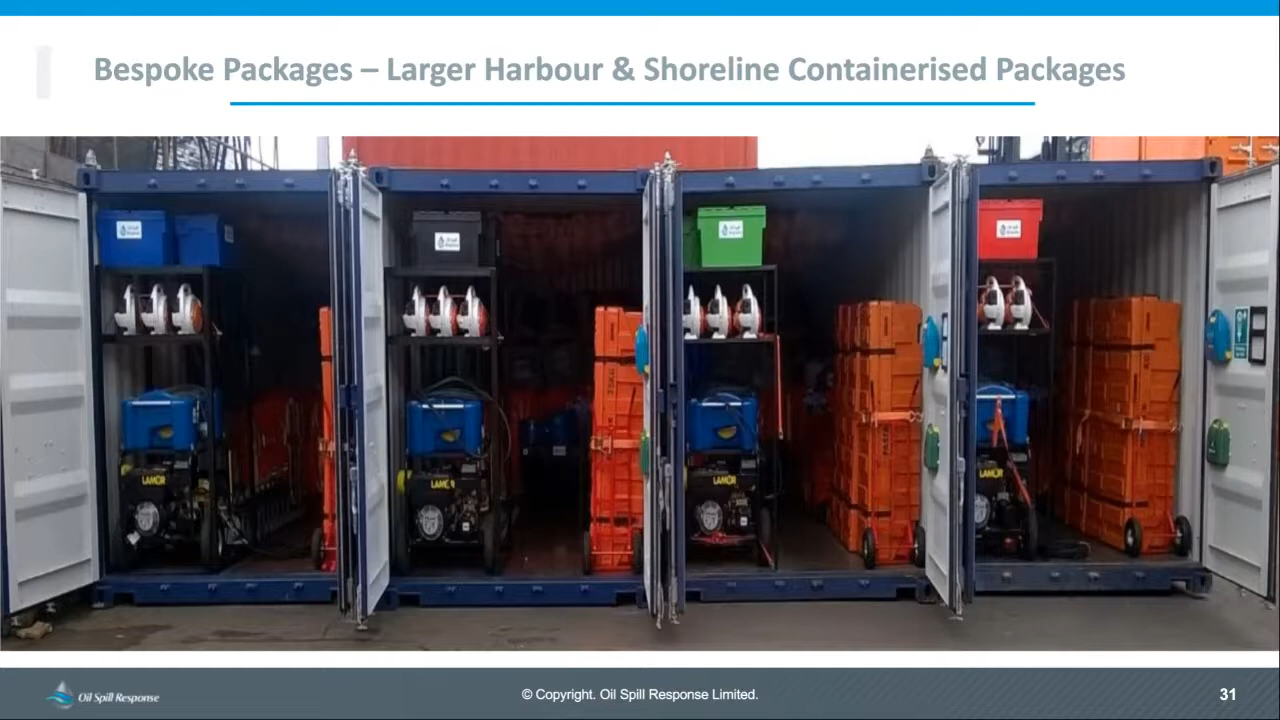 Bespoke Packages – Larger Harbour & Shoreline Containerised Packages
LAMOR
LAMOR
LAMOR
LAMOR
Oil Spill Response
© Copyright. Oil Spill Response Limited.
31